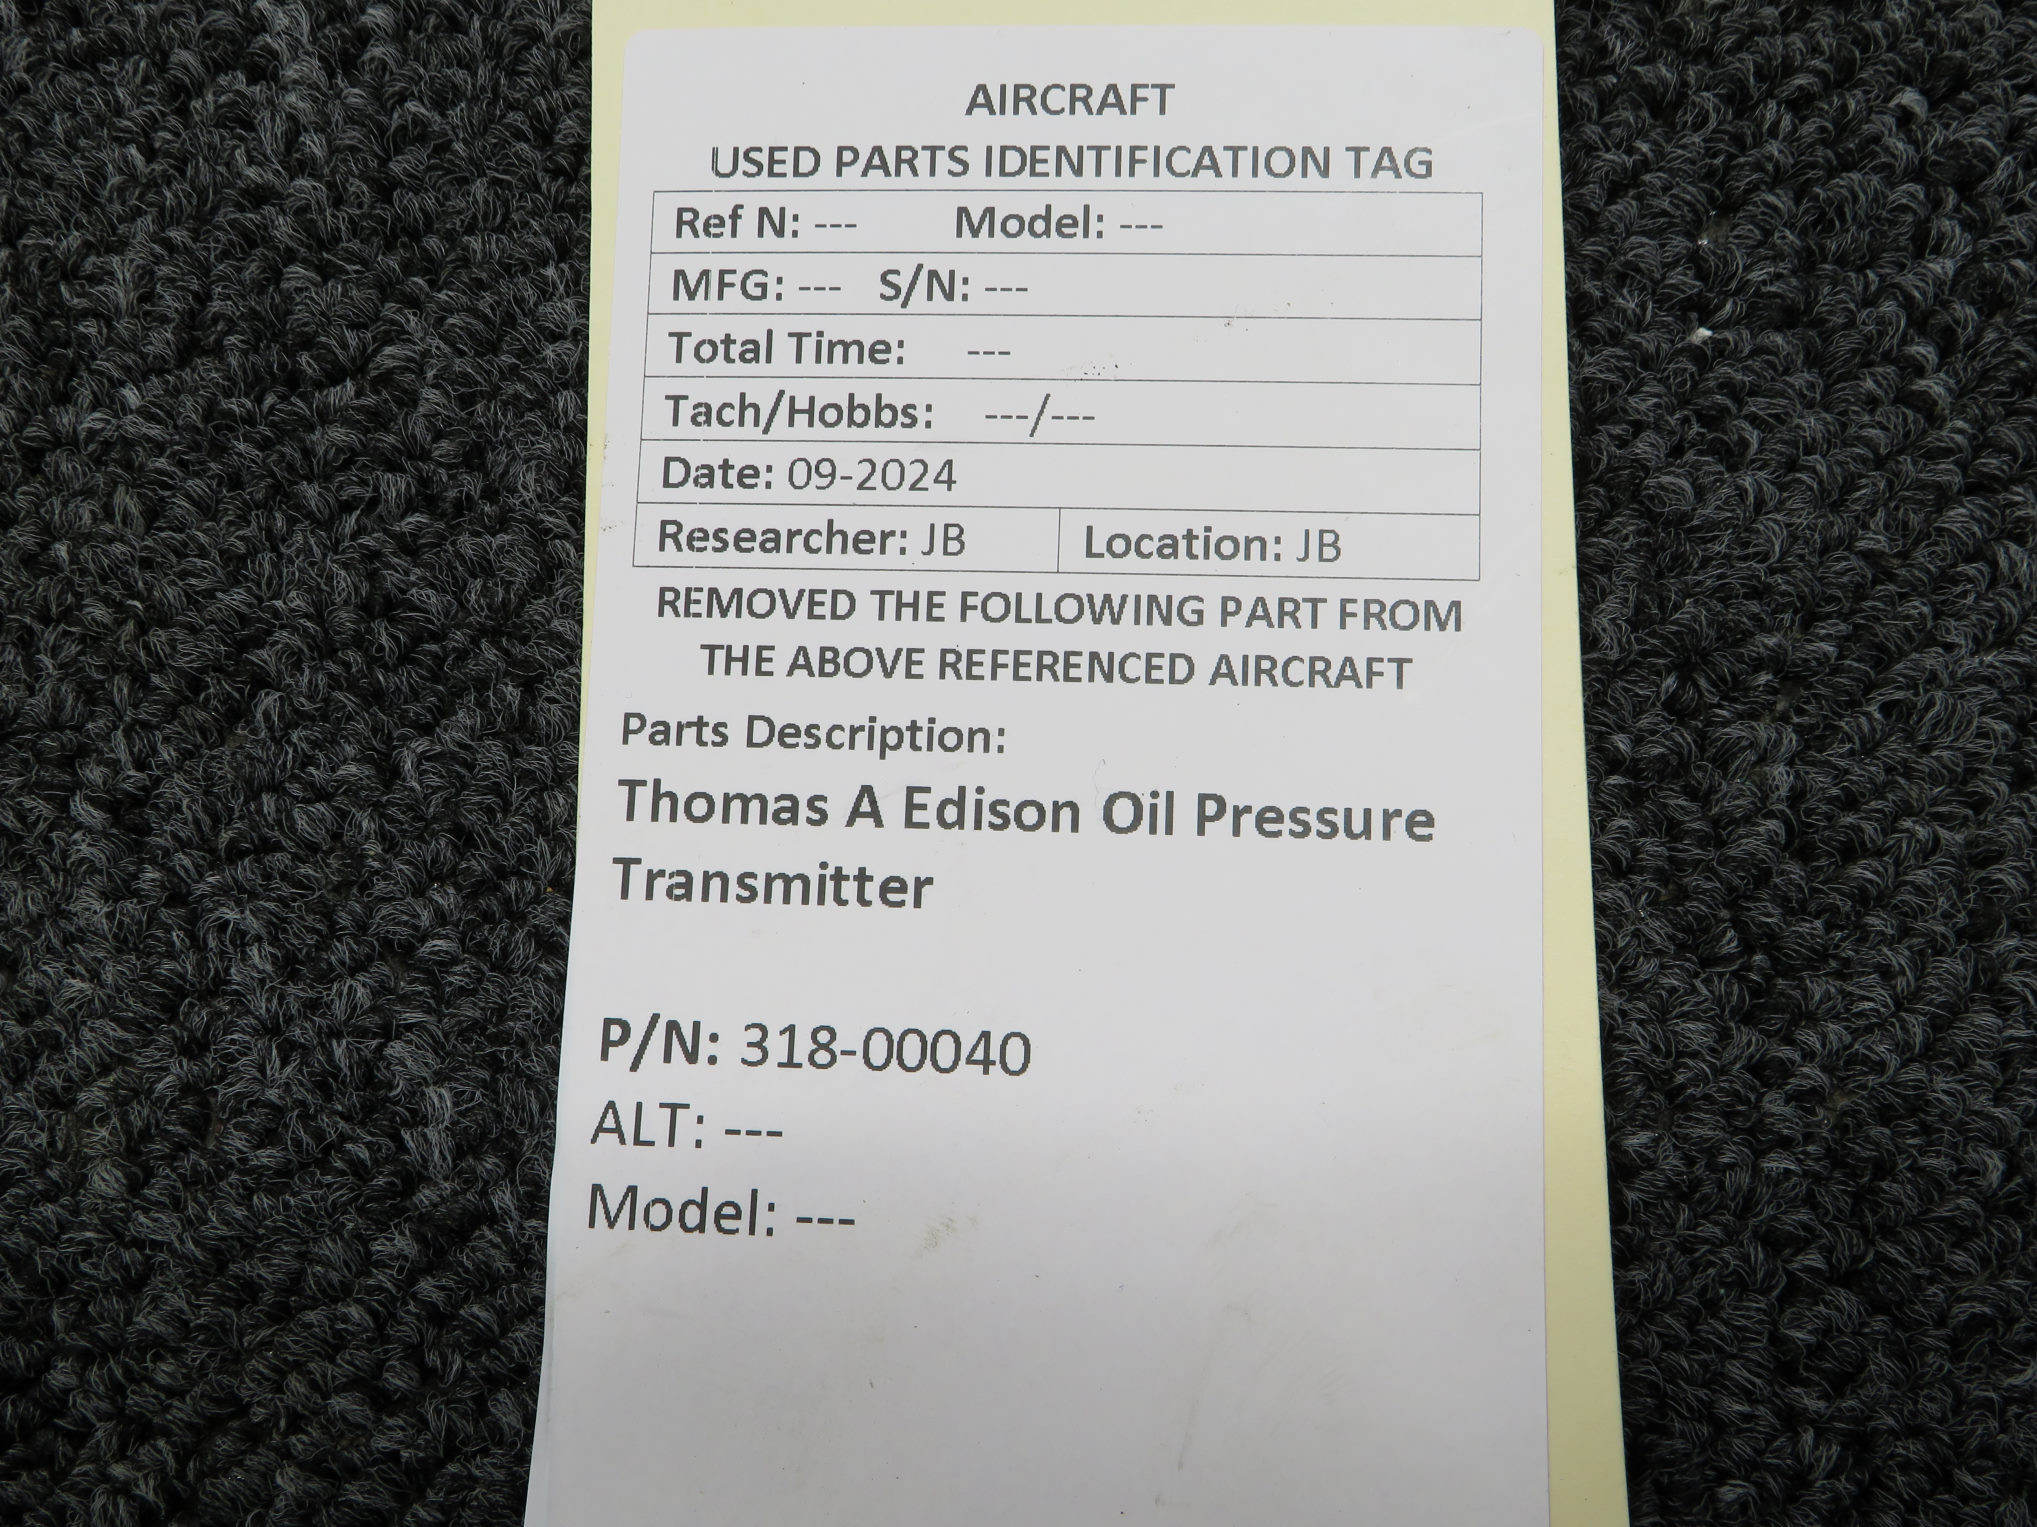 AIRCRAFT
USED PARTS IDENTIFICATION TAG
Ref N: --- Model: ---
MFG: --- S/N: ---
Total Time: ---
Tach/Hobbs: ---/---
Date: 09-2024
Researcher: JB Location: JB
REMOVED THE FOLLOWING PART FROM
THE ABOVE REFERENCED AIRCRAFT
Parts Description:
Thomas A Edison Oil Pressure
Transmitter
P/N: 318-00040
ALT: ---
Model: ---